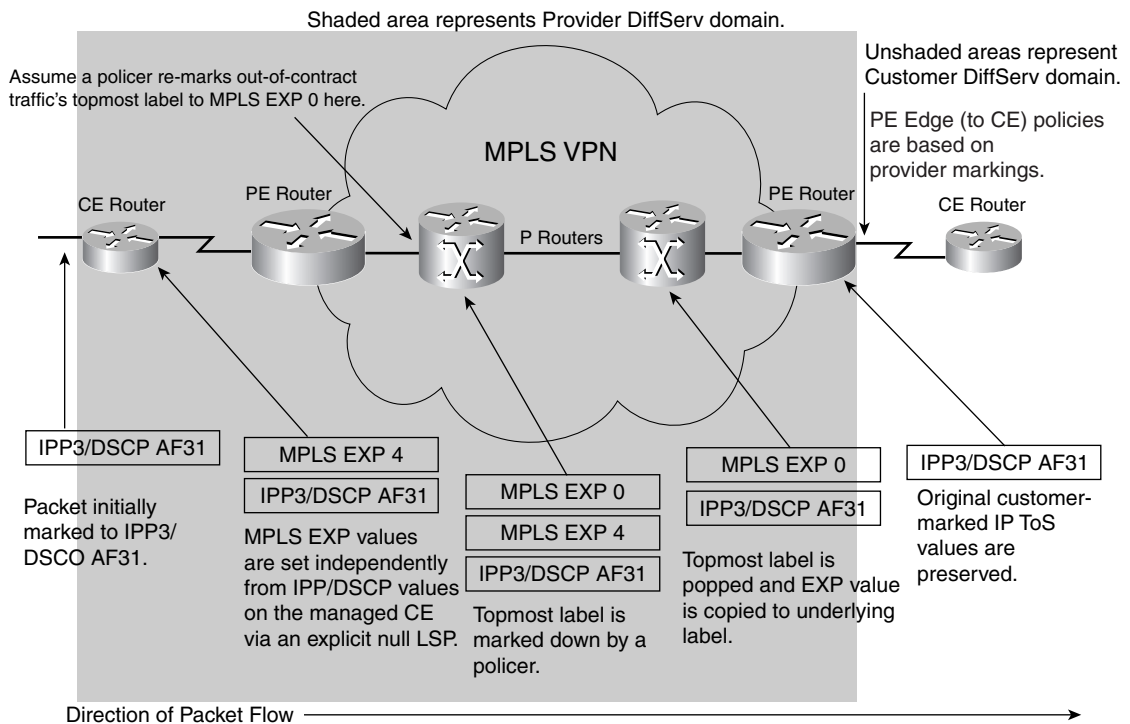 Shaded area represents Provider DiffServ domain.
Assume a policer re-marks out-of-contract
traffic's topmost label to MPLS EXP 0 here.
Unshaded areas represent
Customer DiffServ domain.
PE Edge (to CE) policies
are based on
provider markings.
MPLS VPN
CE Router
PE Router
P Routers
PE Router
CE Router
IPP3/DSCP AF31
Packet initially
marked to IPP3/
DSCO AF31.
MPLS EXP 4
IPP3/DSCP AF31
MPLS EXP values
are set independently
from IPP/DSCP values
on the managed CE
via an explicit null LSP.
MPLS EXP 0
MPLS EXP 4
IPP3/DSCP AF31
Topmost label is
marked down by a
policer.
MPLS EXP 0
IPP3/DSCP AF31
Topmost label is
popped and EXP value
is copied to underlying
label.
IPP3/DSCP AF31
Original customer-
marked IP ToS
values are
preserved.
Direction of Packet Flow